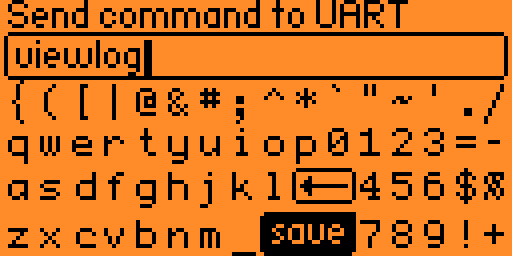 Send command to UART
viewlog
{ ( [ | @ & # ; ^ * ` " ~ ' . /
q w e r t y u i o p 0 1 2 3 = -
a s d f g h j k l ← 4 5 6 $ %
z x c v b n m _ save 7 8 9 ! +